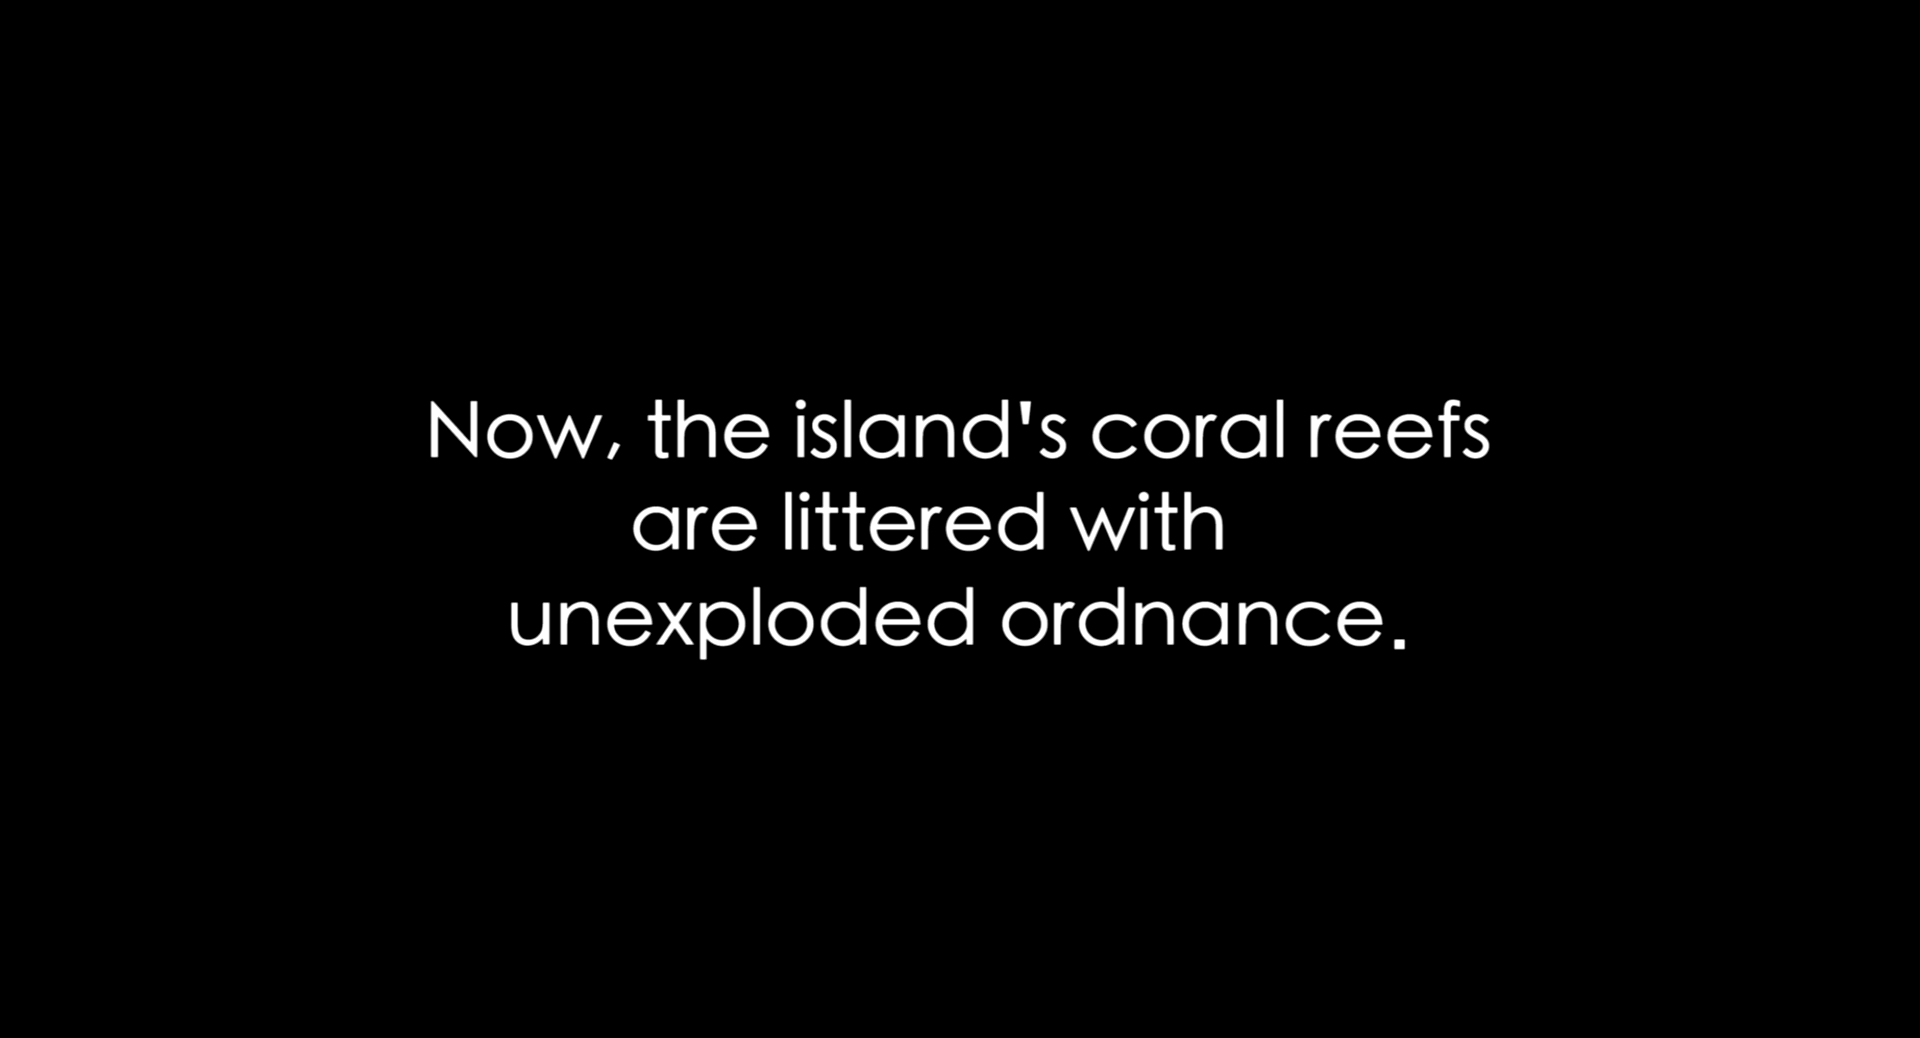 Now, the island's coral reefs
are littered with
unexploded ordnance.